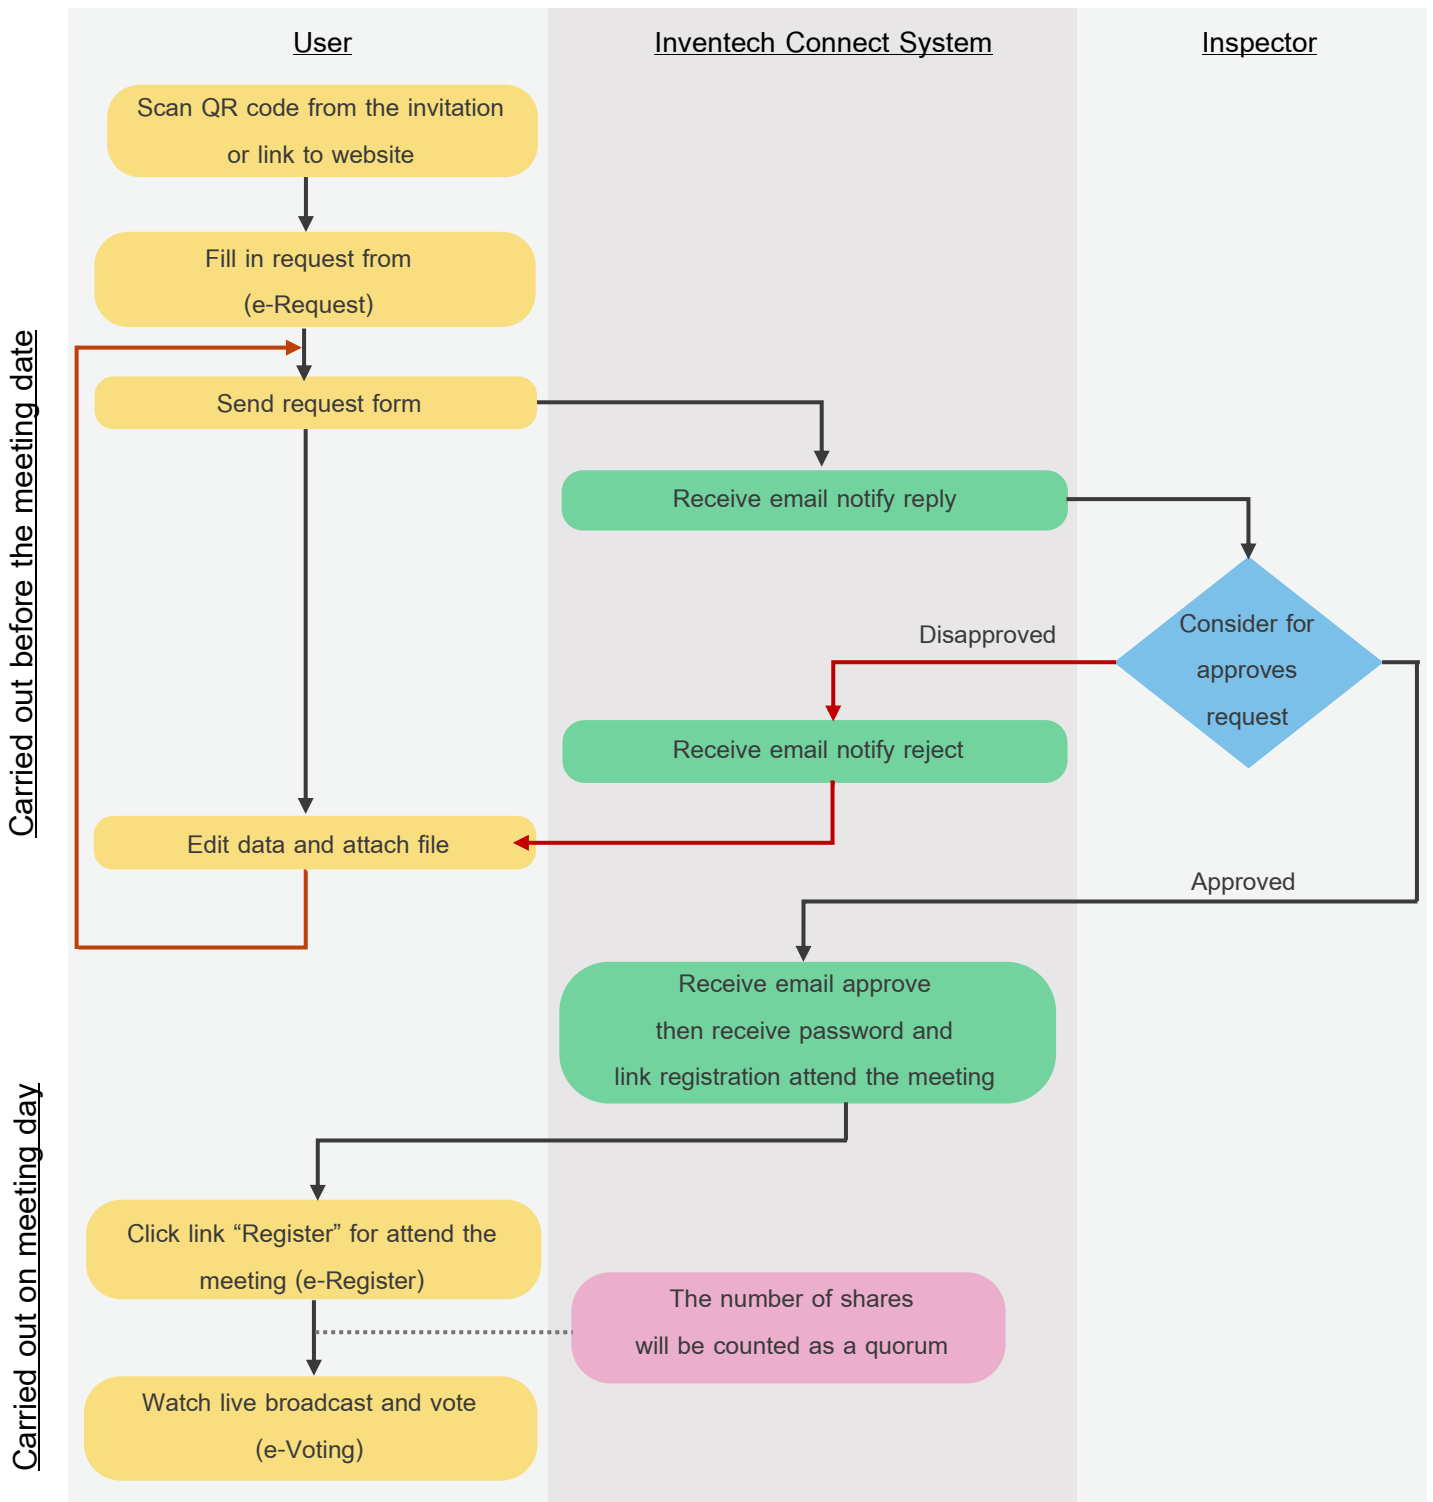 User
Inventech Connect System
Inspector
Scan QR code from the invitation
or link to website
Fill in request from
(e-Request)
Send request form
Receive email notify reply
Consider for
approves
request
Disapproved
Receive email notify reject
Edit data and attach file
Approved
Receive email approve
then receive password and
link registration attend the meeting
Click link “Register” for attend the
meeting (e-Register)
The number of shares
will be counted as a quorum
Watch live broadcast and vote
(e-Voting)
Carried out before the meeting date
Carried out on meeting day